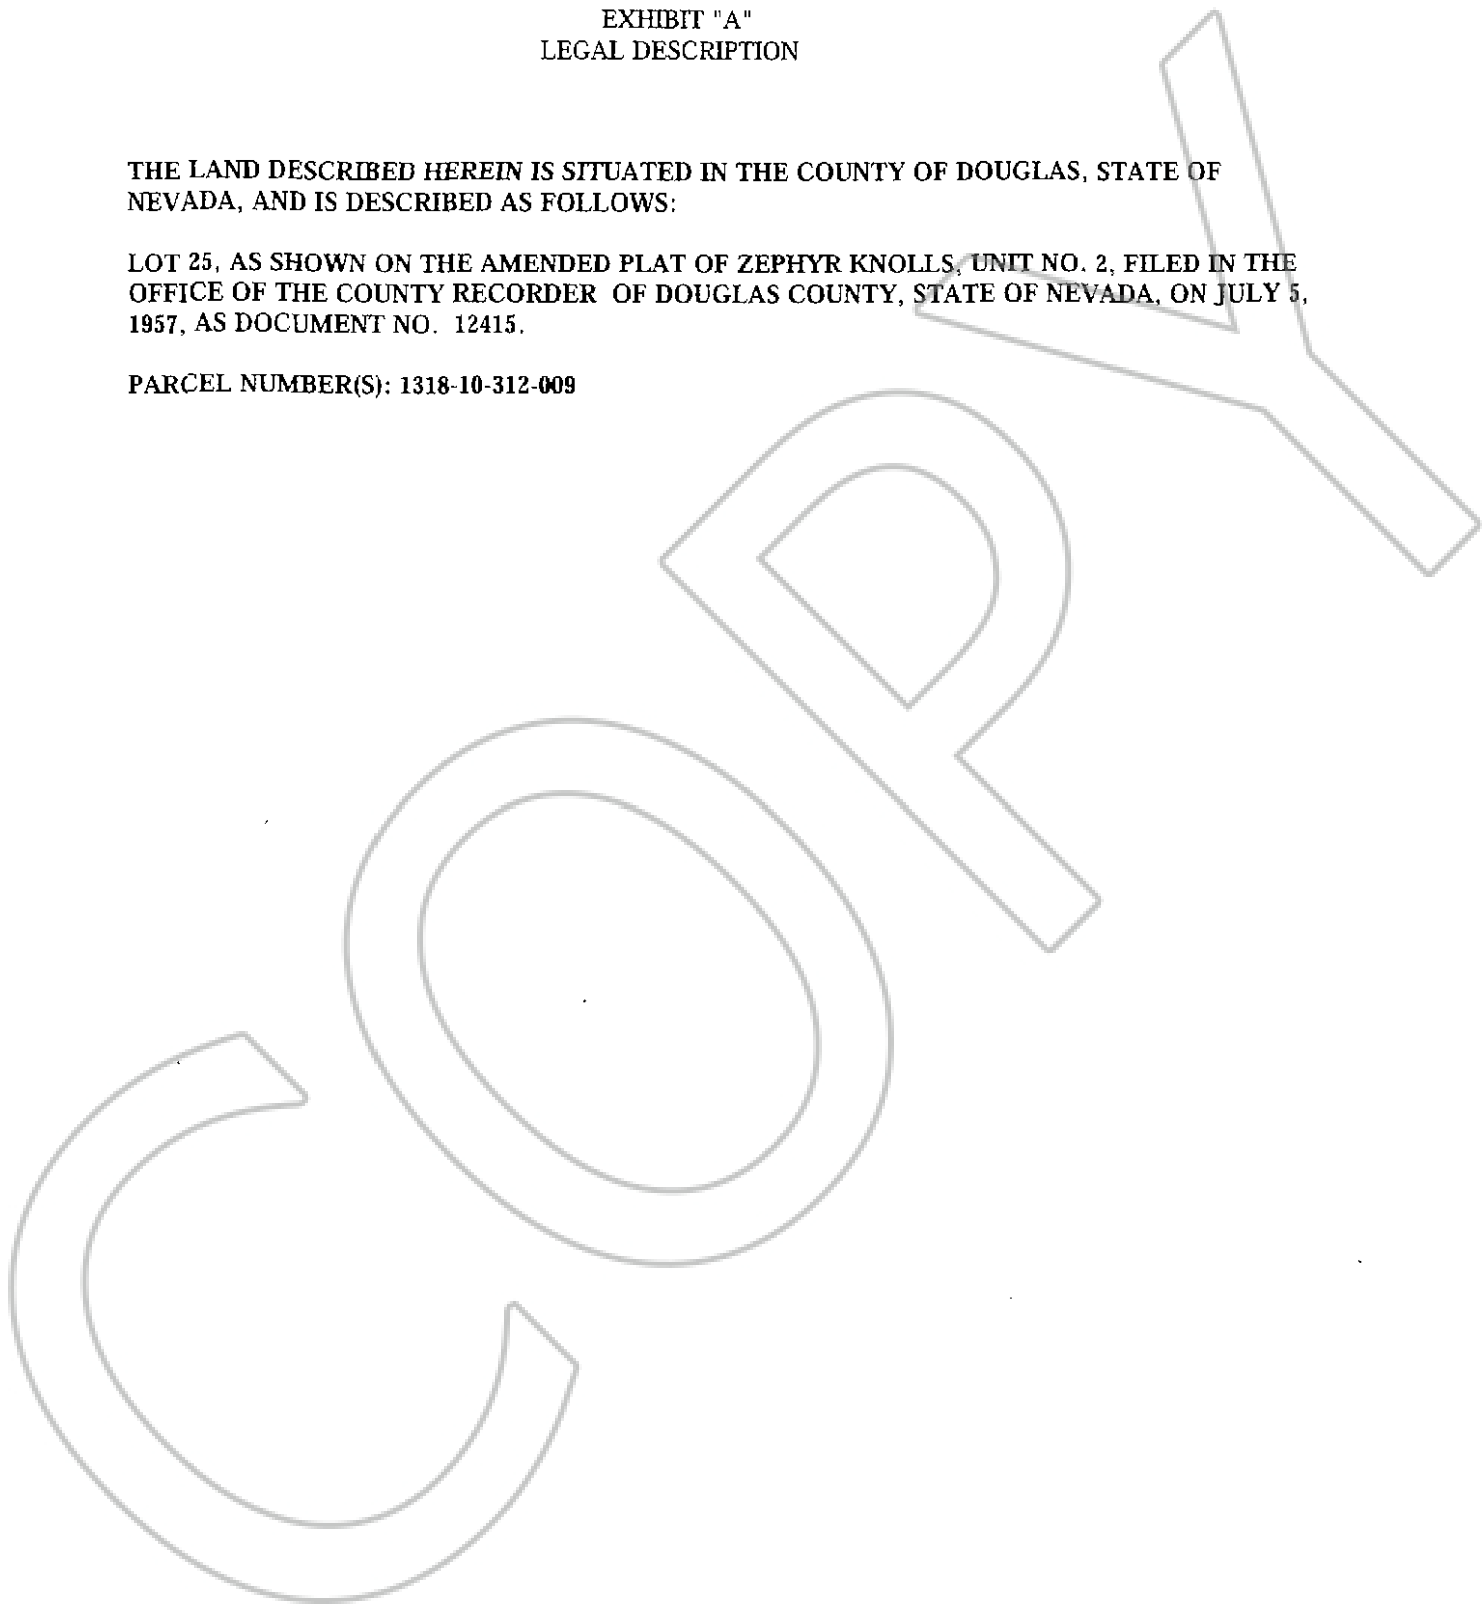 EXHIBIT "A"
LEGAL DESCRIPTION
THE LAND DESCRIBED HEREIN IS SITUATED IN THE COUNTY OF DOUGLAS, STATE OF
NEVADA, AND IS DESCRIBED AS FOLLOWS:
LOT 25, AS SHOWN ON THE AMENDED PLAT OF ZEPHYR KNOLLS, UNIT NO. 2, FILED IN THE
OFFICE OF THE COUNTY RECORDER OF DOUGLAS COUNTY, STATE OF NEVADA, ON JULY 5,
1957, AS DOCUMENT NO. 12415.
PARCEL NUMBER(S): 1318-10-312-009
COPY